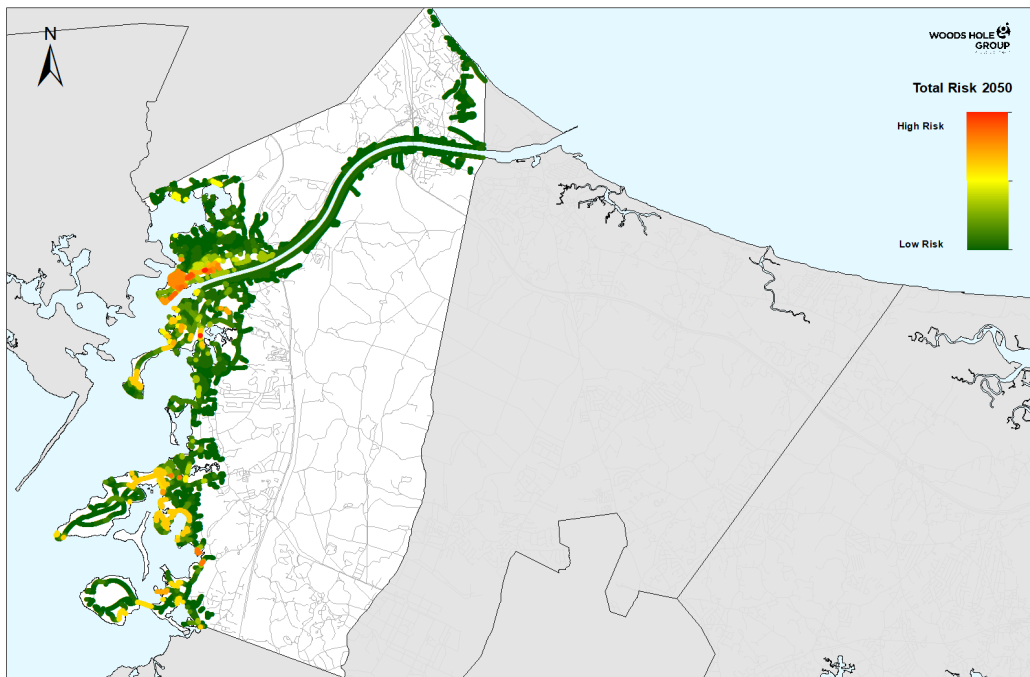 N
WOODS HOLE
GROUP
Total Risk 2050
High Risk
Low Risk